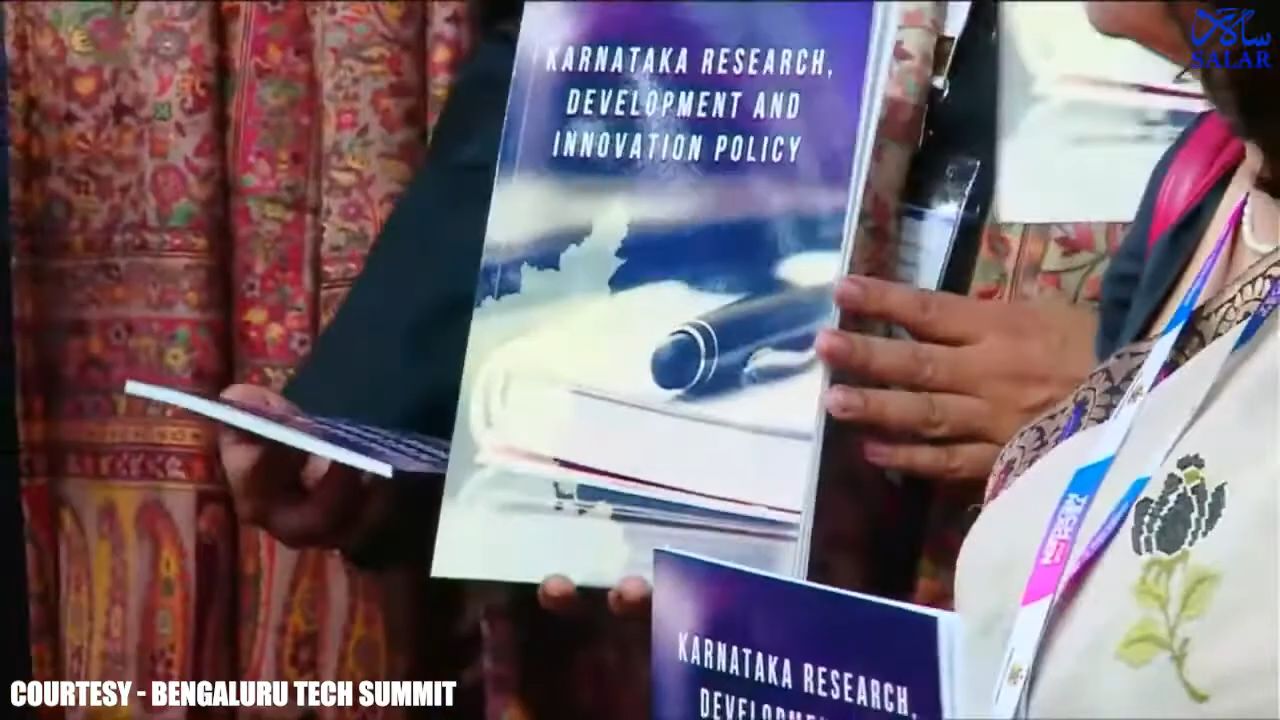 سالار
SALAR
KARNATAKA RESEARCH,
DEVELOPMENT AND
INNOVATION POLICY
KARNATAKA RESEARCH,
COURTESY - BENGALURU TECH SUMMIT